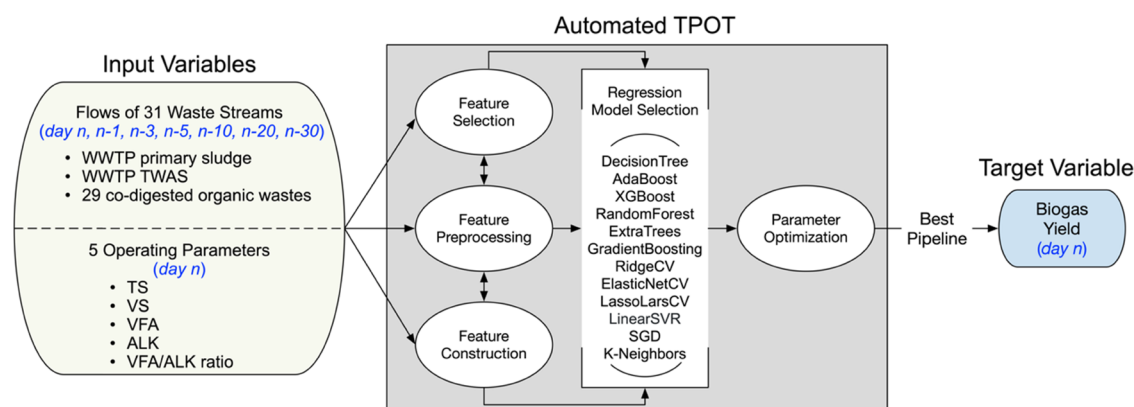 Automated TPOT
Input Variables
Flows of 31 Waste Streams
(day n, n-1, n-3, n-5, n-10, n-20, n-30)
• WWTP primary sludge
• WWTP TWAS
• 29 co-digested organic wastes
5 Operating Parameters
(day n)
• TS
• VS
• VFA
• ALK
• VFA/ALK ratio
Feature
Selection
Feature
Preprocessing
Feature
Construction
Regression
Model Selection
DecisionTree
AdaBoost
XGBoost
RandomForest
ExtraTrees
GradientBoosting
RidgeCV
ElasticNetCV
LassoLarsCV
LinearSVR
SGD
K-Neighbors
Parameter
Optimization
Best
Pipeline
Target Variable
Biogas
Yield
(day n)